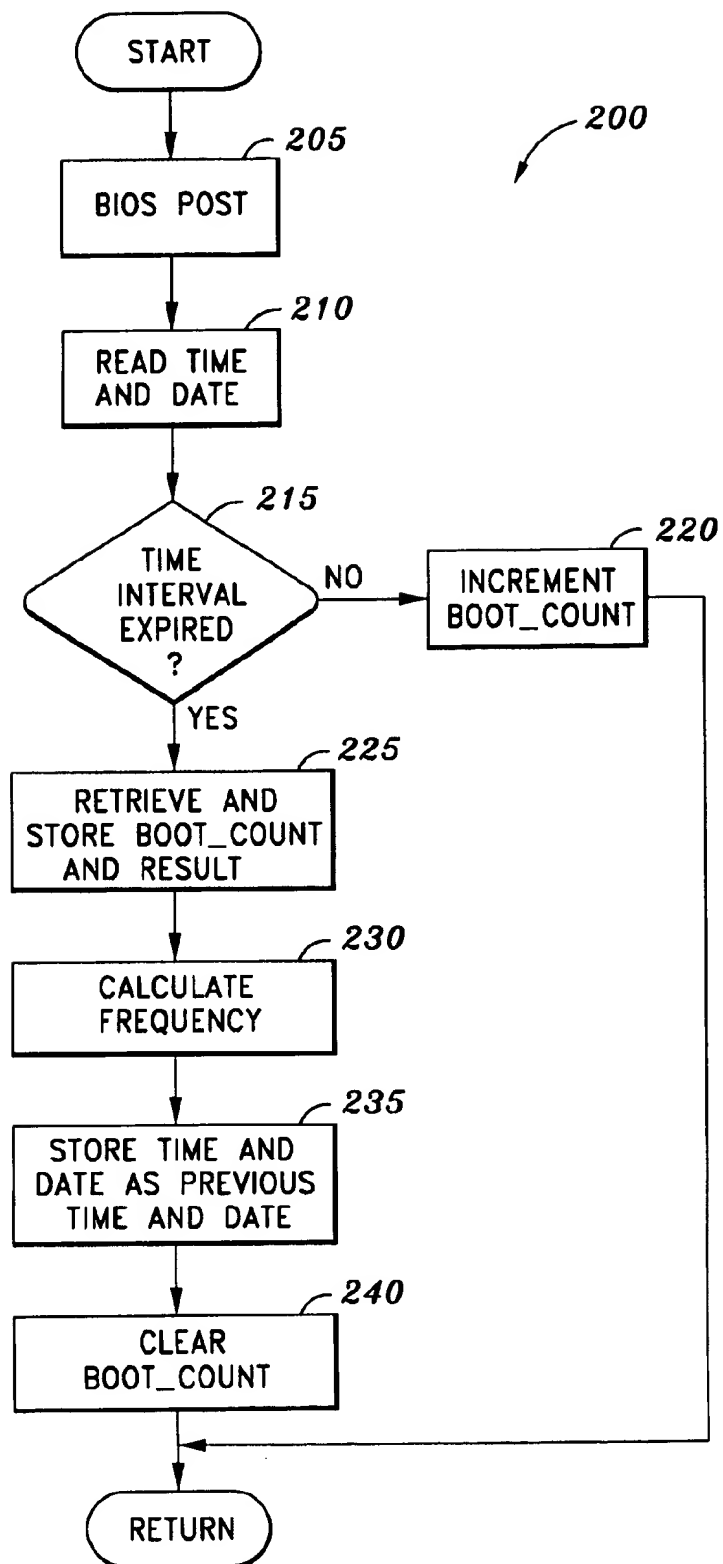 START
200
205
BIOS POST
210
READ TIME
AND DATE
215
TIME
INTERVAL
EXPIRED
?
NO
220
INCREMENT
BOOT_COUNT
YES
225
RETRIEVE AND
STORE BOOT_COUNT
AND RESULT
230
CALCULATE
FREQUENCY
235
STORE TIME AND
DATE AS PREVIOUS
TIME AND DATE
240
CLEAR
BOOT_COUNT
RETURN